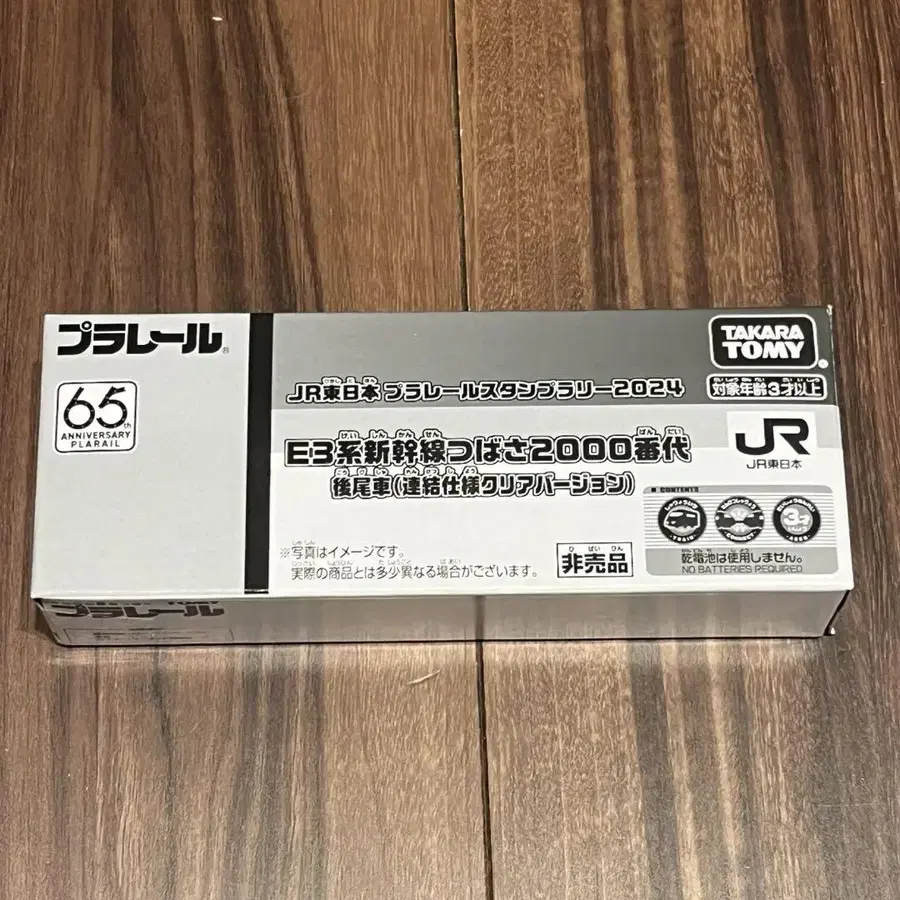 プラレール®
65th
ANNIVERSARY
PLARAIL
TAKARA
TOMY®
JR東日本 プラレールスタンプラリー2024
対象年齢3才以上
E3系新幹線つばさ2000番代
後尾車(連結仕様クリアバージョン)
JR
JR東日本
■ CONTENTS
※写真はイメージです。
実際の商品とは多少異なる場合がございます。
非売品
乾電池は使用しません。
NO BATTERIES REQUIRED
プラレール